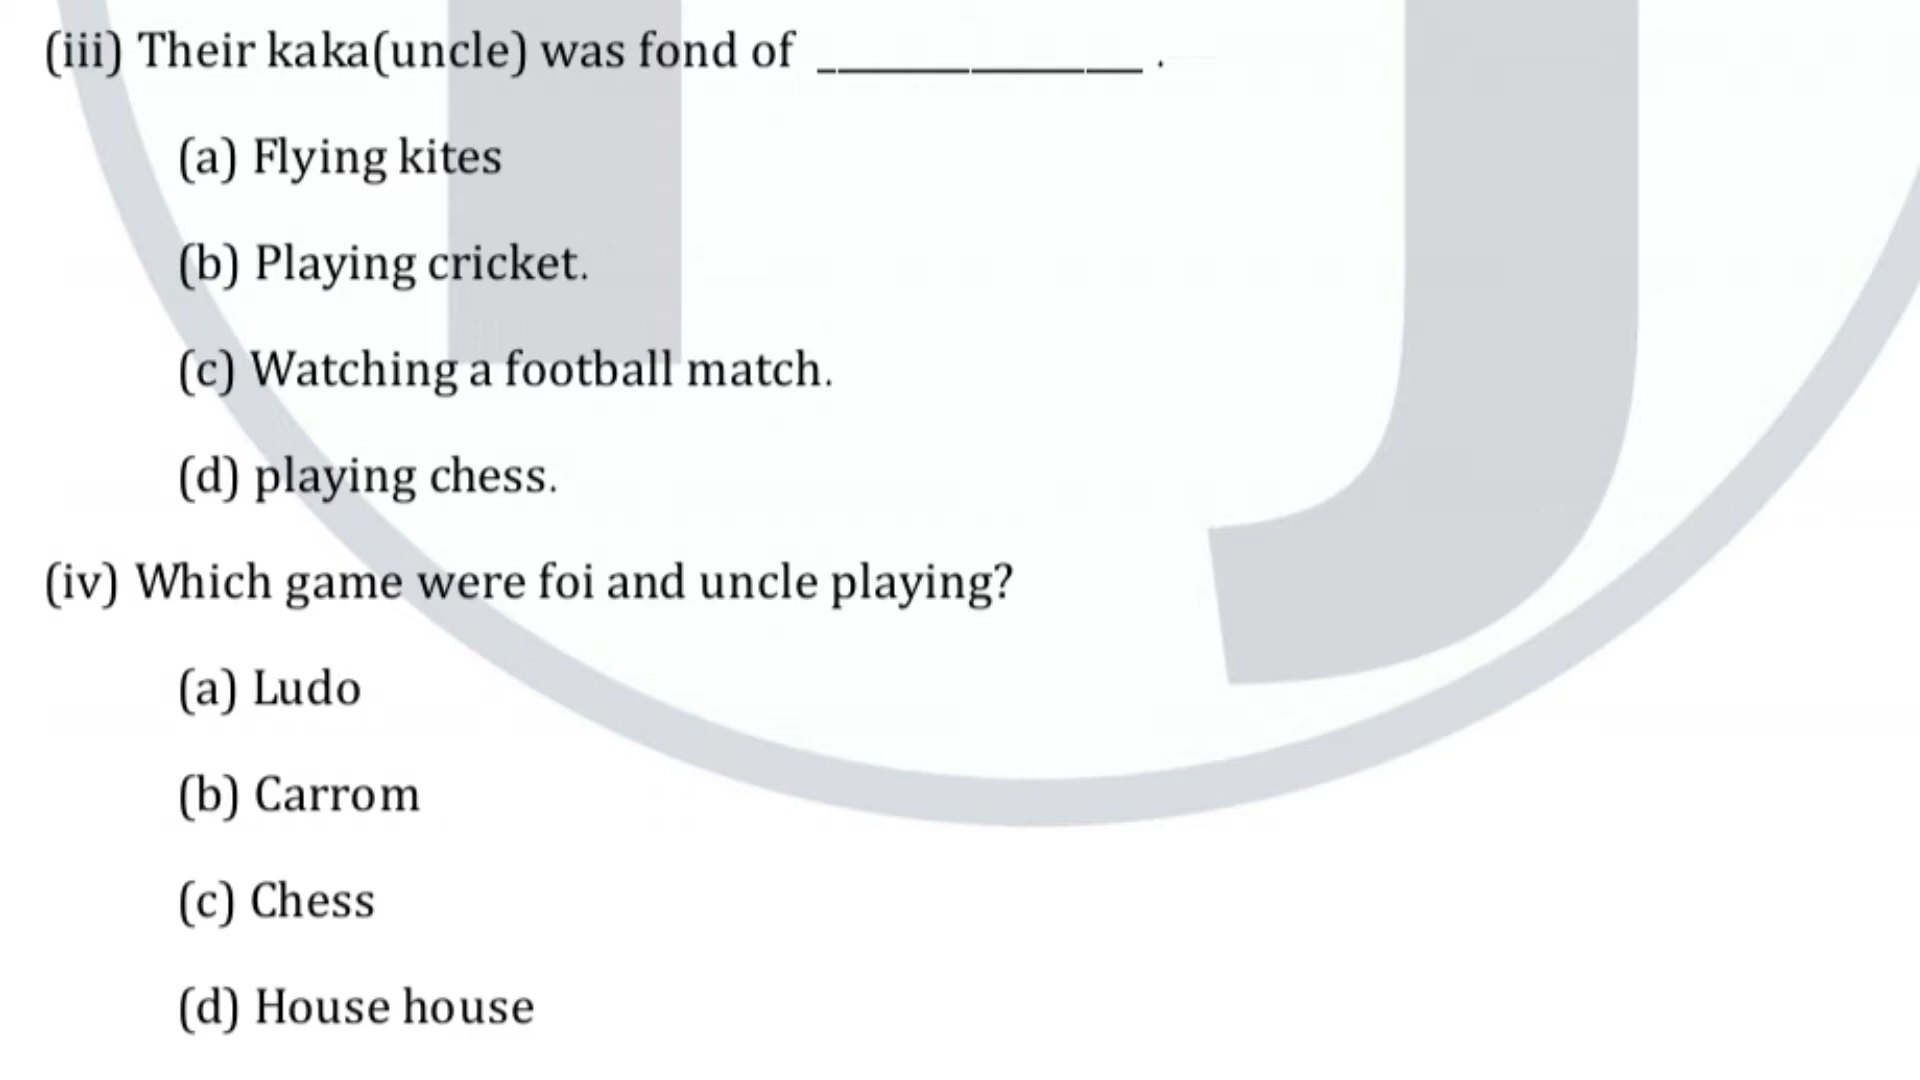 (iii) Their kaka(uncle) was fond of ______________ .
(a) Flying kites
(b) Playing cricket.
(c) Watching a football match.
(d) playing chess.
(iv) Which game were foi and uncle playing?
(a) Ludo
(b) Carrom
(c) Chess
(d) House house